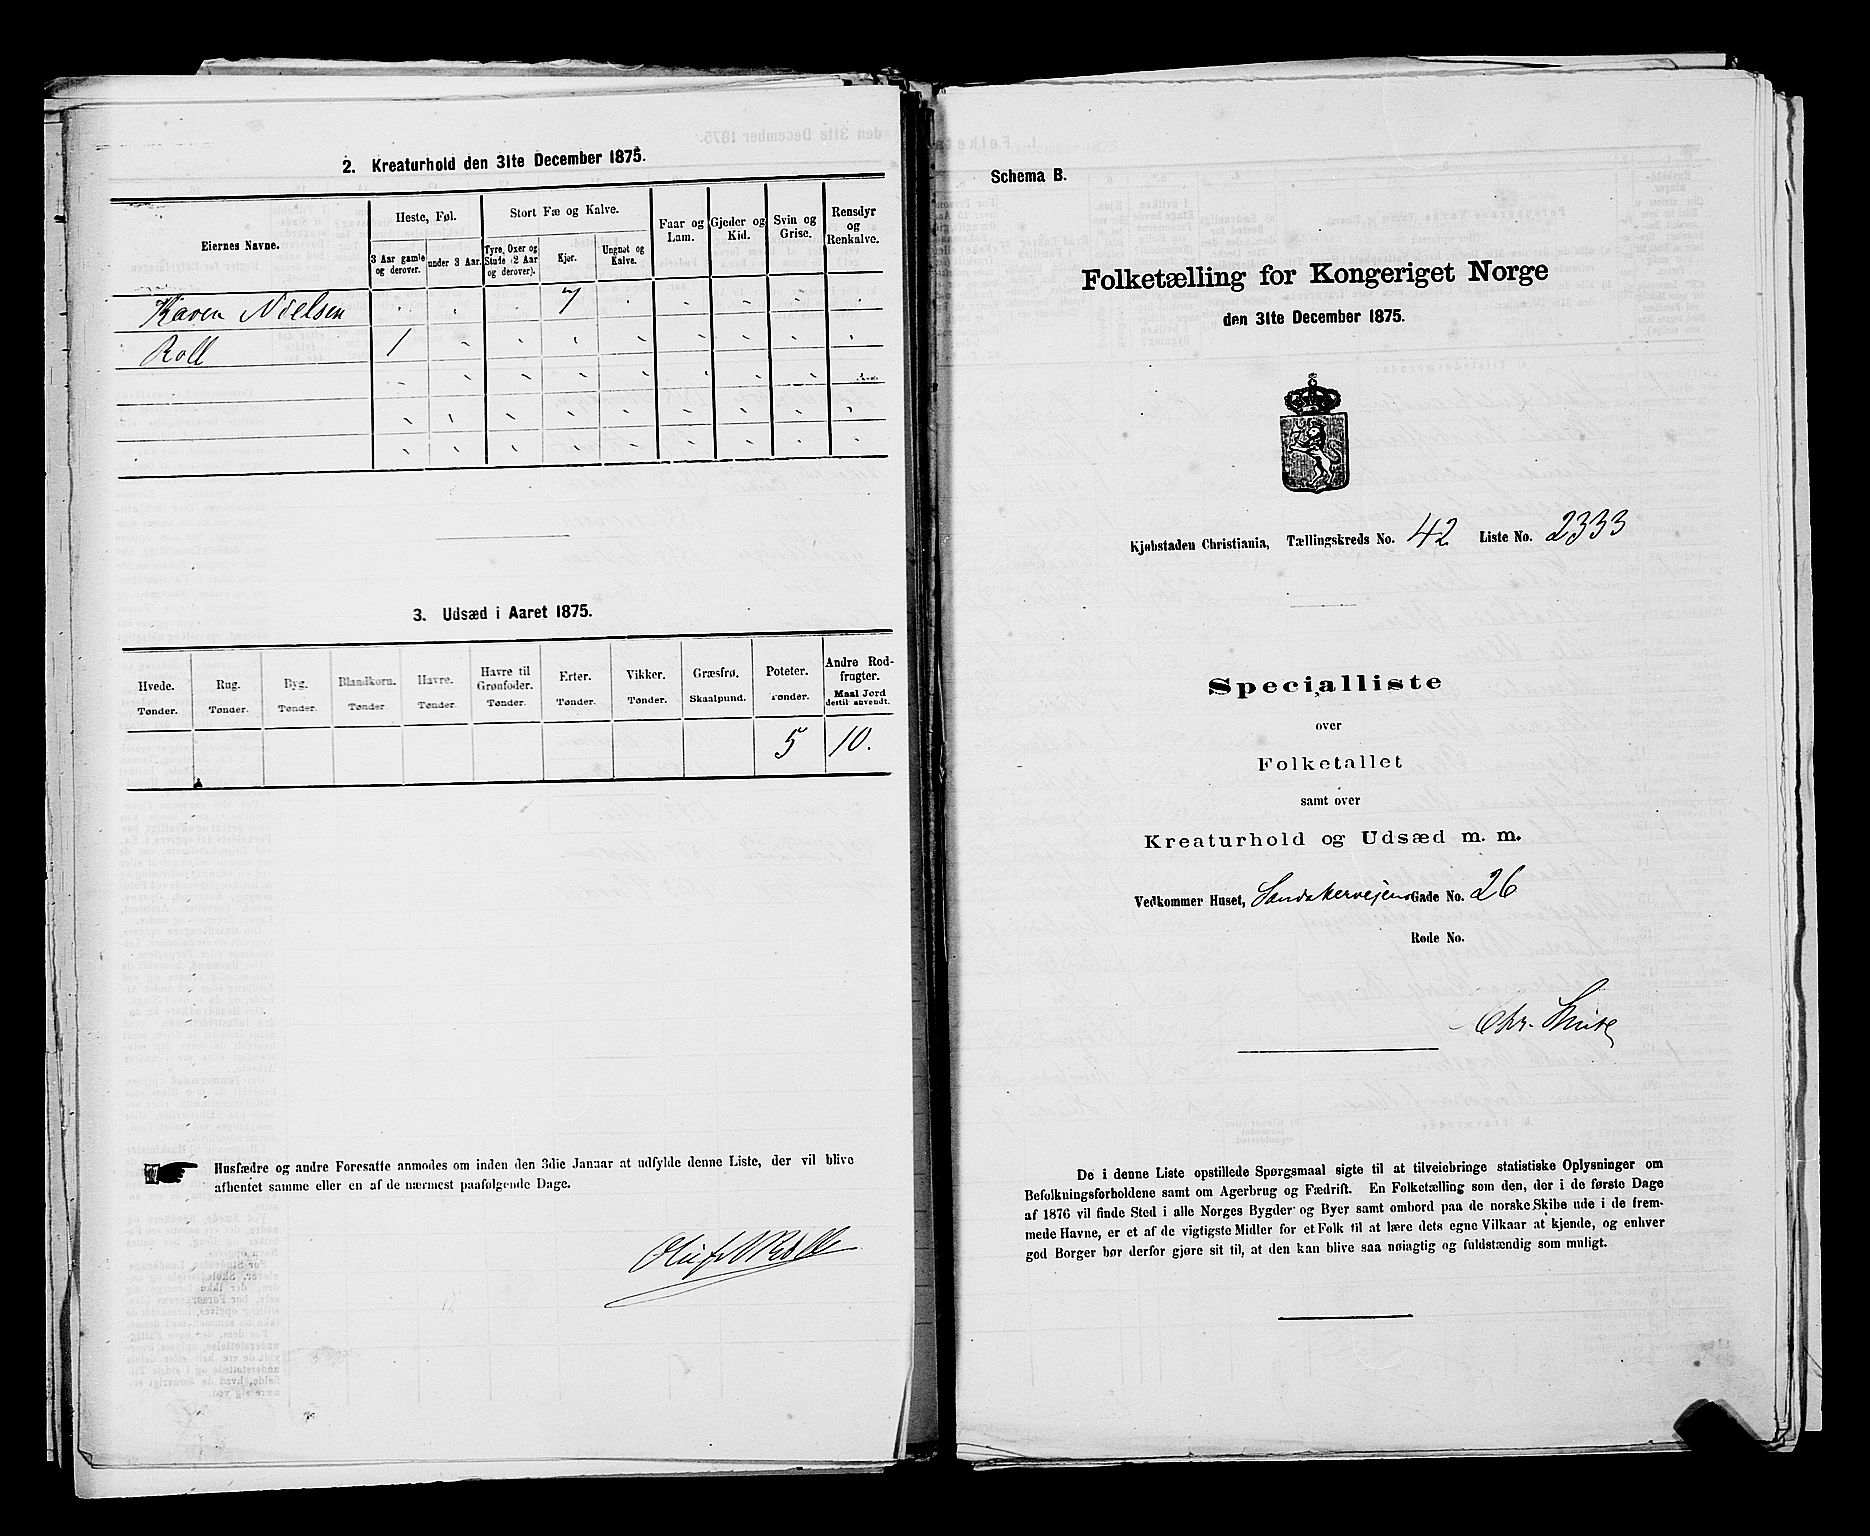 2. Kreaturhold den 31te December 1875.
Eiernes Navne.
Heste, Føl.
Stort Fæ og Kalve.
Faar og Lam.
Gjeder og Kid.
Svin og Grise.
Rensdyr og Renkalve.
3 Aar gamle og derover.
under 3 Aar.
Tyre, Oxer og Stude (2 Aar og derover).
Kjør.
Ungnøt og Kalve.
Karen Nielsen 7
Roll 1
3. Udsæd i Aaret 1875.
Hvede. Tønder.
Rug. Tønder.
Byg. Tønder.
Blandkorn. Tønder
Havre. Tønder.
Havre til Grønfoder. Tønder.
Erter. Tønder.
Vikker. Tønder.
Græsfrø. Skaalpund.
Poteter. Tønder.
Andre Rodfrugter. Maal Jord dertil anvendt.
5 10.
Husfædre og andre Foresatte anmodes om inden den 3die Januar at udfylde denne Liste, der vil blive
afhentet samme eller en af de nærmest paafølgende Dage.
Schema B.
Folketælling for Kongeriget Norge
den 31te December 1875.
Kjøbstaden Christiania, Tællingskreds No. 42 Liste No. 2333
Specialliste
over
Folketallet
samt over
Kreaturhold og Udsæd m. m.
Vedkommer Huset, Sandakervejens Gade No. 26
Rode No.
De i denne Liste opstillede Spørgsmaal sigte til at tilveiebringe statistiske Oplysninger om
Befolkningsforholdene samt om Agerbrug og Fædrift. En Folketælling som den, der i de første Dage
af 1876 vil finde Sted i alle Norges Bygder og Byer samt ombord paa de norske Skibe ude i de frem-
mede Havne, er et af de vigtigste Midler for et Folk til at lære dets egne Vilkaar at kjende, og enhver
god Borger bør derfor gjøre sit til, at den kan blive saa nøiagtig og fuldstændig som muligt.